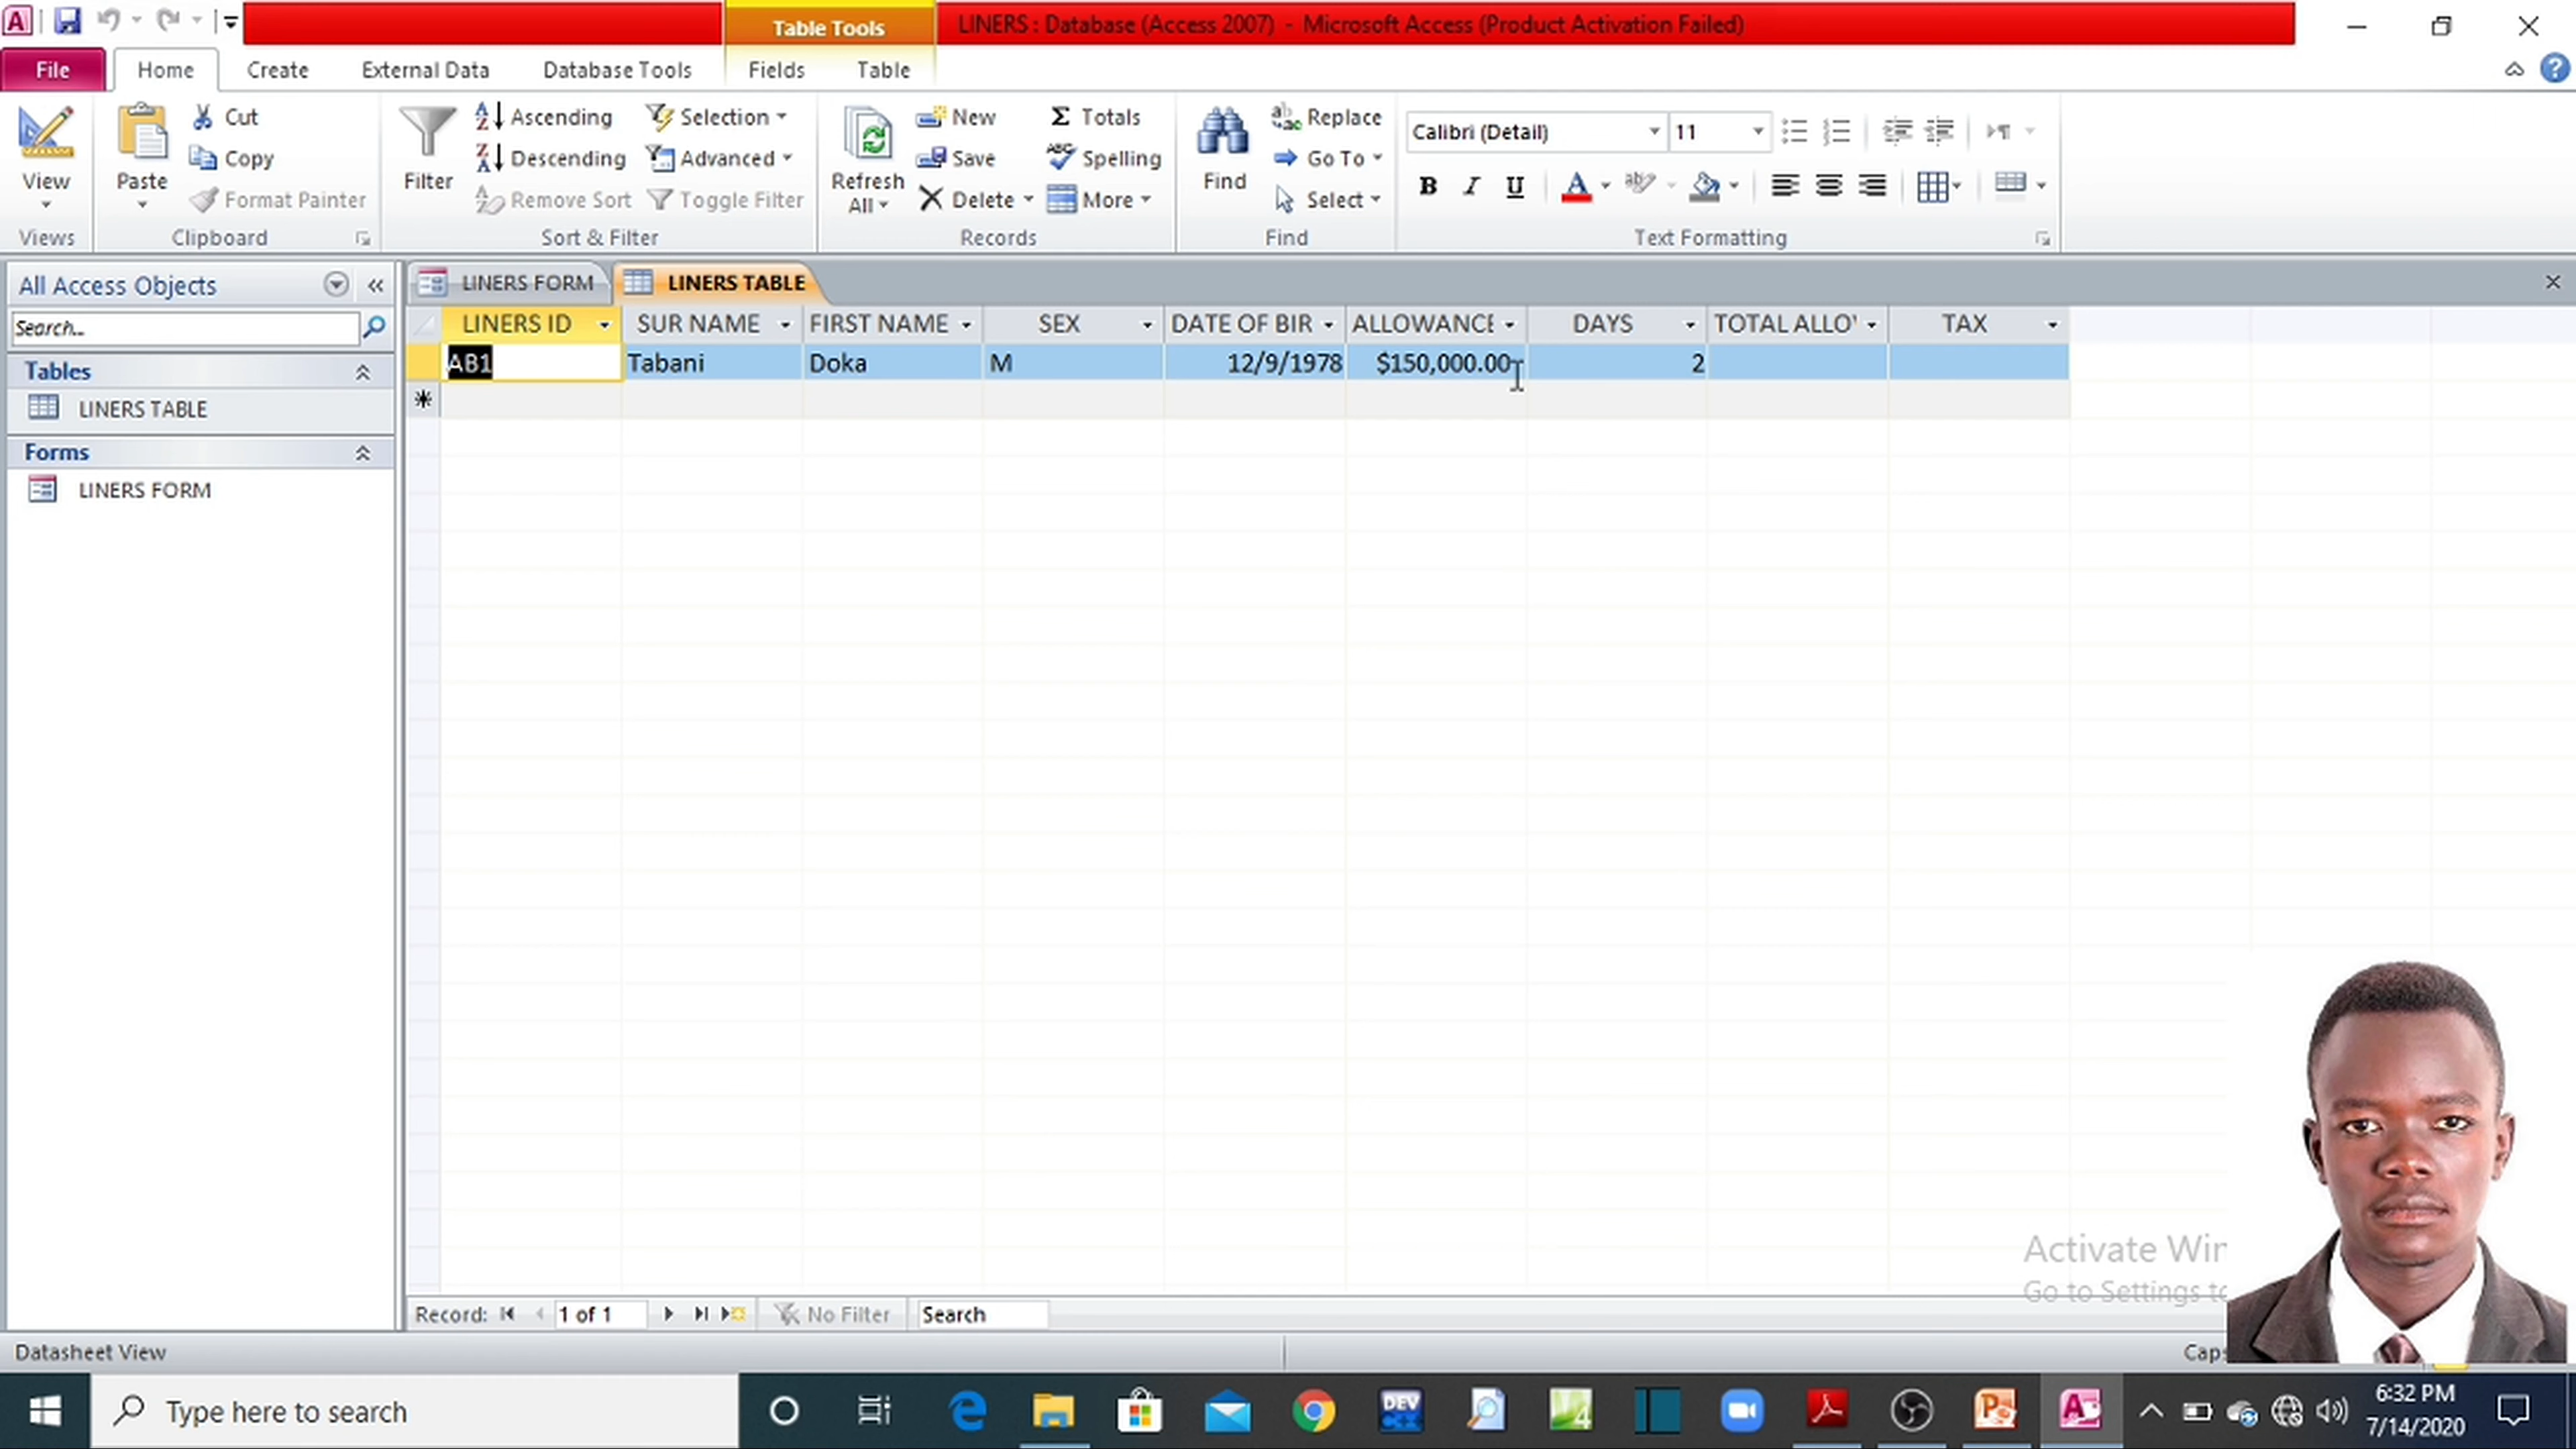 Table Tools
LINERS : Database (Access 2007) - Microsoft Access (Product Activation Failed)
File Home Create External Data Database Tools Fields Table
View
Paste
Cut
Copy
Format Painter
Filter
Ascending
Descending
Remove Sort
Selection
Advanced
Toggle Filter
Refresh All
New
Save
Delete
Σ Totals
Spelling
More
Find
Replace
Go To
Select
Calibri (Detail) 11
B I U
Views Clipboard Sort & Filter Records Find Text Formatting
All Access Objects
Search...
Tables
LINERS TABLE
Forms
LINERS FORM
LINERS FORM LINERS TABLE
LINERS ID SUR NAME FIRST NAME SEX DATE OF BIR ALLOWANCE DAYS TOTAL ALLO TAX
AB1 Tabani Doka M 12/9/1978 $150,000.00 2
Activate Win
Go to Settings to
Record: 1 of 1 No Filter Search
Datasheet View Caps
Type here to search
DEV C++
6:32 PM
7/14/2020